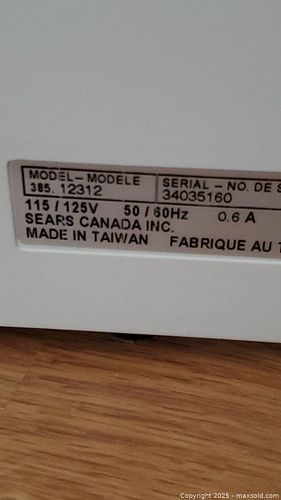 MODEL-MODELE
385. 12312
SERIAL - NO. DE
34035160
115 / 125V 50 / 60Hz 0.6 A
SEARS CANADA INC.
MADE IN TAIWAN FABRIQUE AU
Copyright © 2025 - maxsold.com